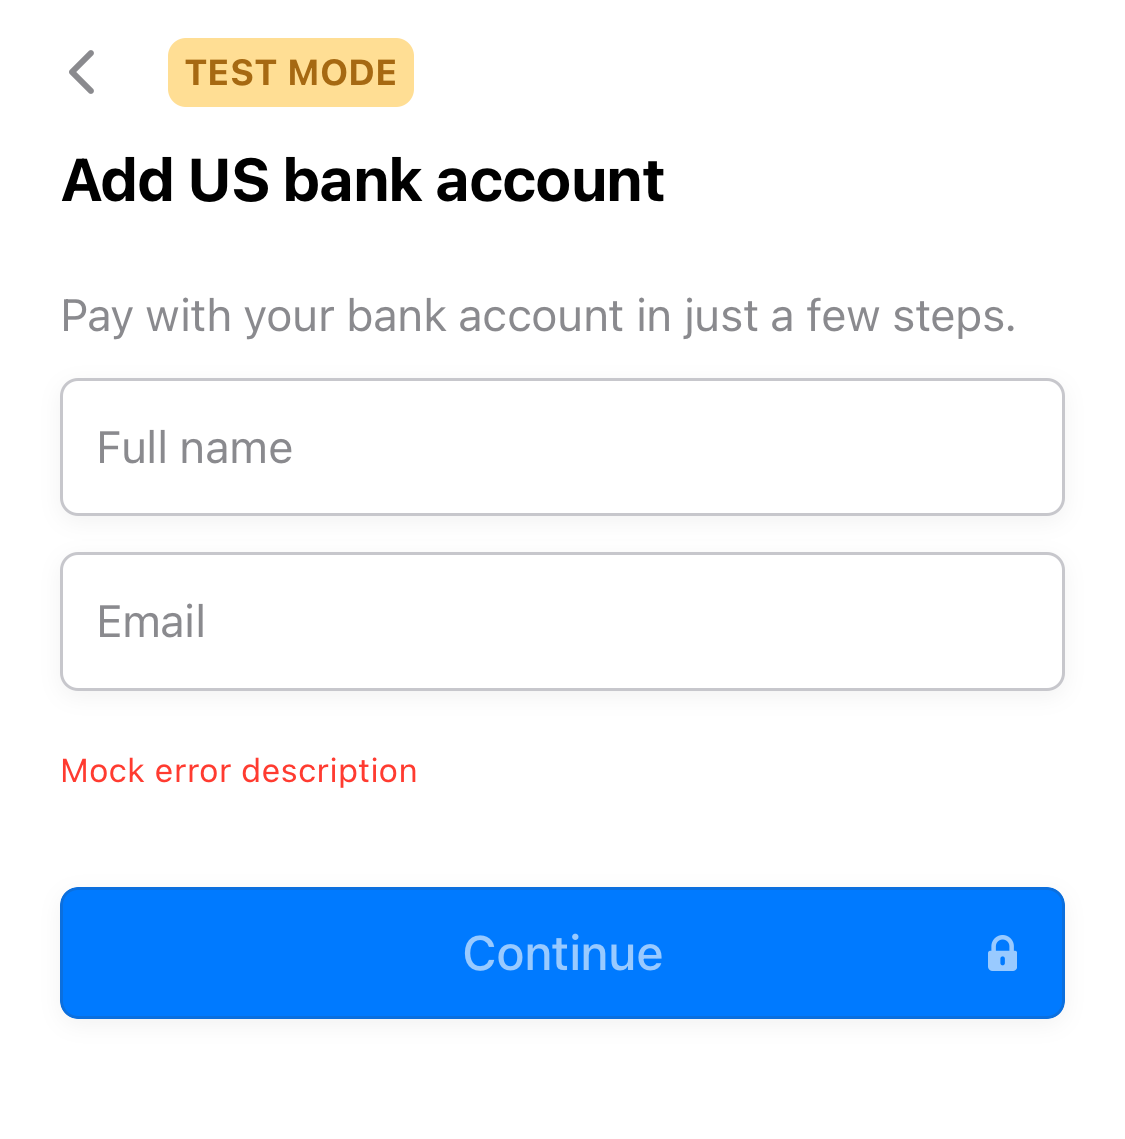 TEST MODE
Add US bank account
Pay with your bank account in just a few steps.
Full name
Email
Mock error description
Continue